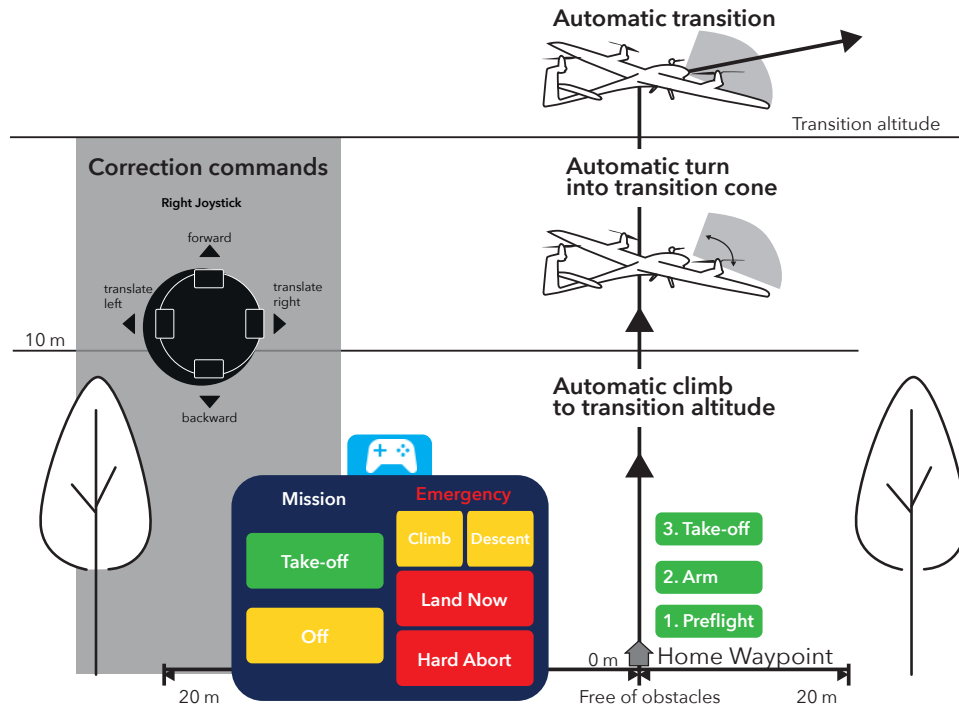 Automatic transition
Transition altitude
Correction commands
Right Joystick
forward
translate
left
translate
right
backward
Automatic turn
into transition cone
10 m
Automatic climb
to transition altitude
Mission
Emergency
Take-off
Off
Climb
Descent
Land Now
Hard Abort
3. Take-off
2. Arm
1. Preflight
0 m
Home Waypoint
20 m
Free of obstacles
20 m